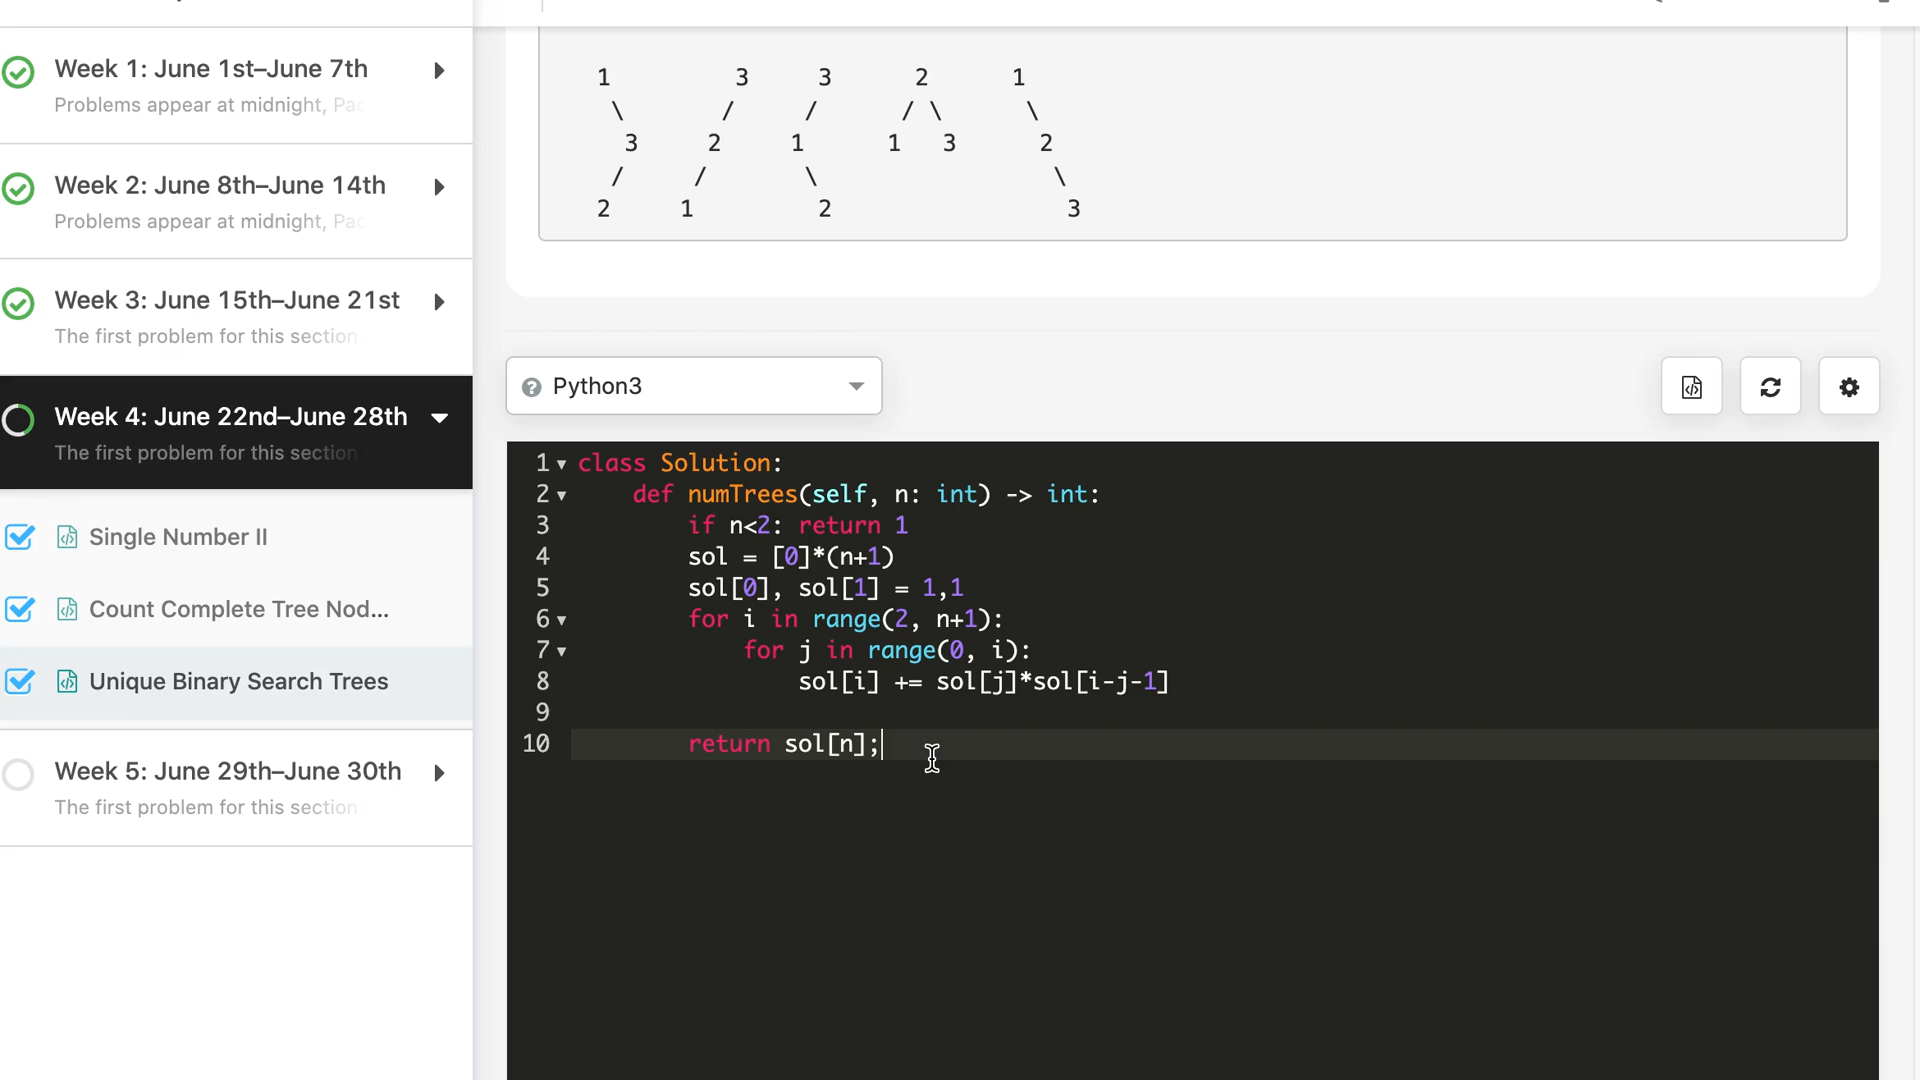 Week 1: June 1st–June 7th
Problems appear at midnight, Pac
Week 2: June 8th–June 14th
Problems appear at midnight, Pac
Week 3: June 15th–June 21st
The first problem for this section
Week 4: June 22nd–June 28th
The first problem for this section
Single Number II
Count Complete Tree Nod...
Unique Binary Search Trees
Week 5: June 29th–June 30th
The first problem for this section
1         3     3      2      1
 \       /     /      / \      \
  3     2     1      1   3      2
 /     /       \                 \
2     1         2                 3
Python3
1 class Solution:
2     def numTrees(self, n: int) -> int:
3         if n<2: return 1
4         sol = [0]*(n+1)
5         sol[0], sol[1] = 1,1
6         for i in range(2, n+1):
7             for j in range(0, i):
8                 sol[i] += sol[j]*sol[i-j-1]
9
10         return sol[n];